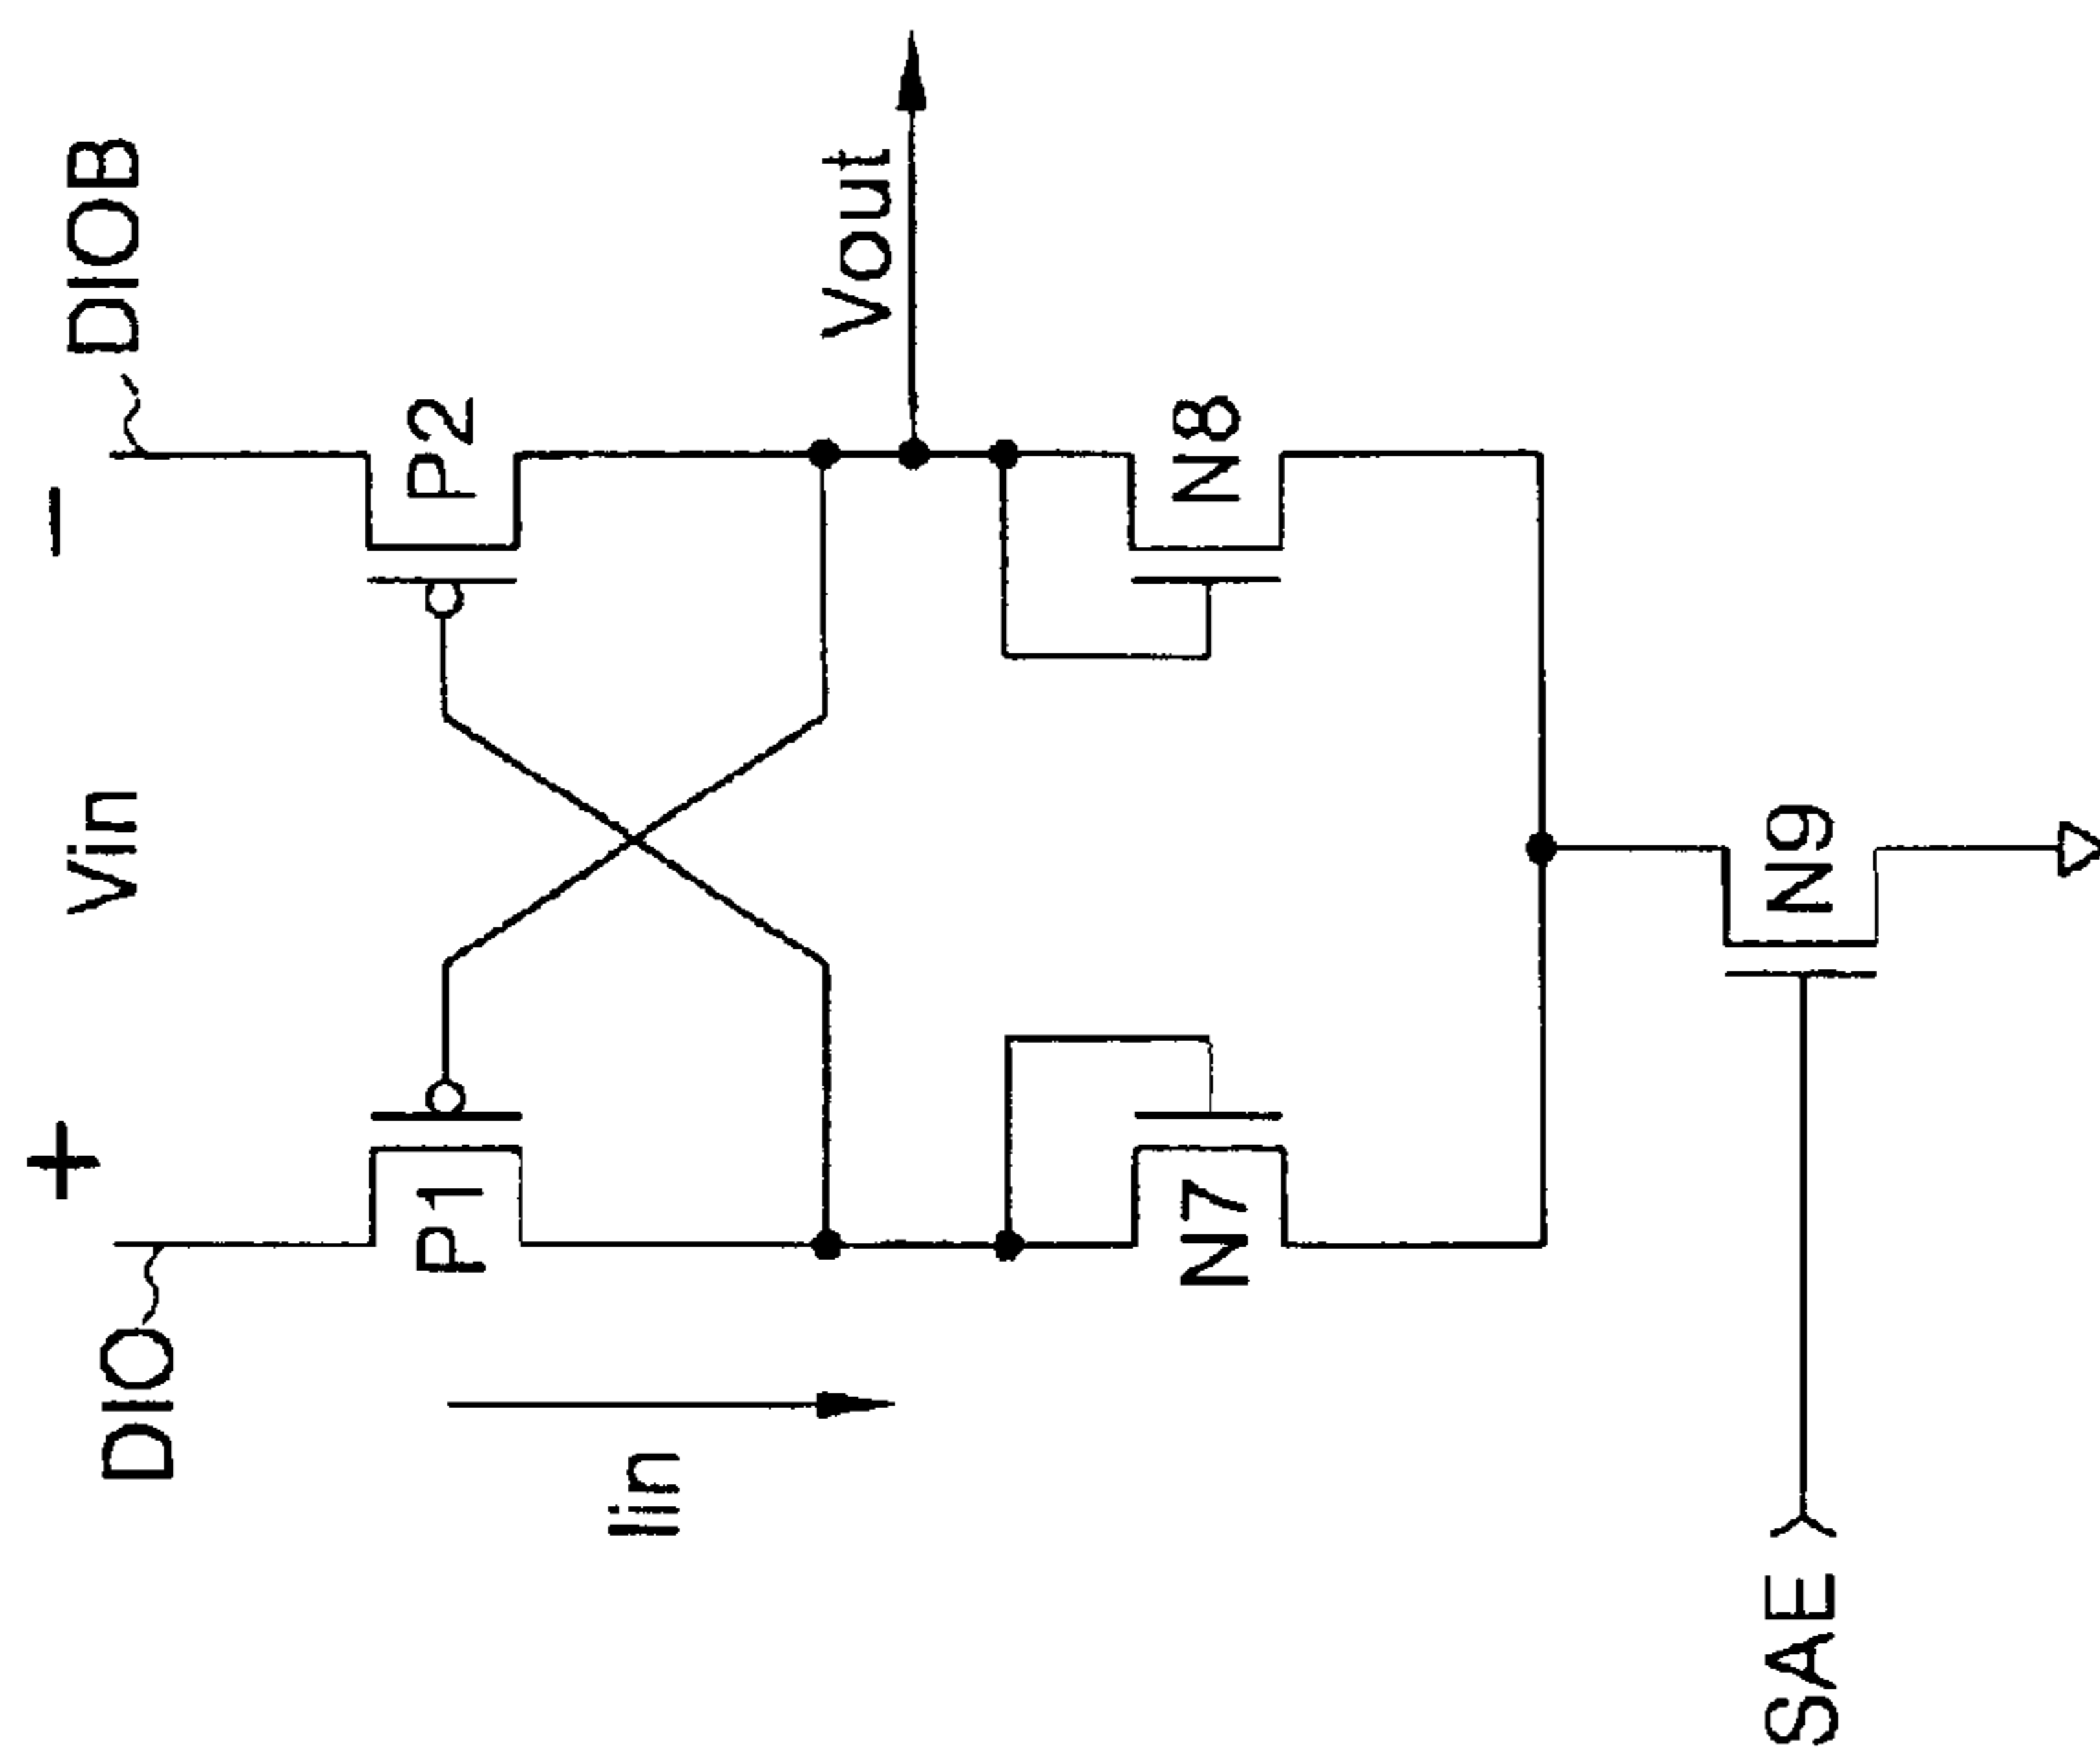 + Vin −
DIO
DIOB
P1
P2
Iin
Vout
N7
N8
SAE
N9